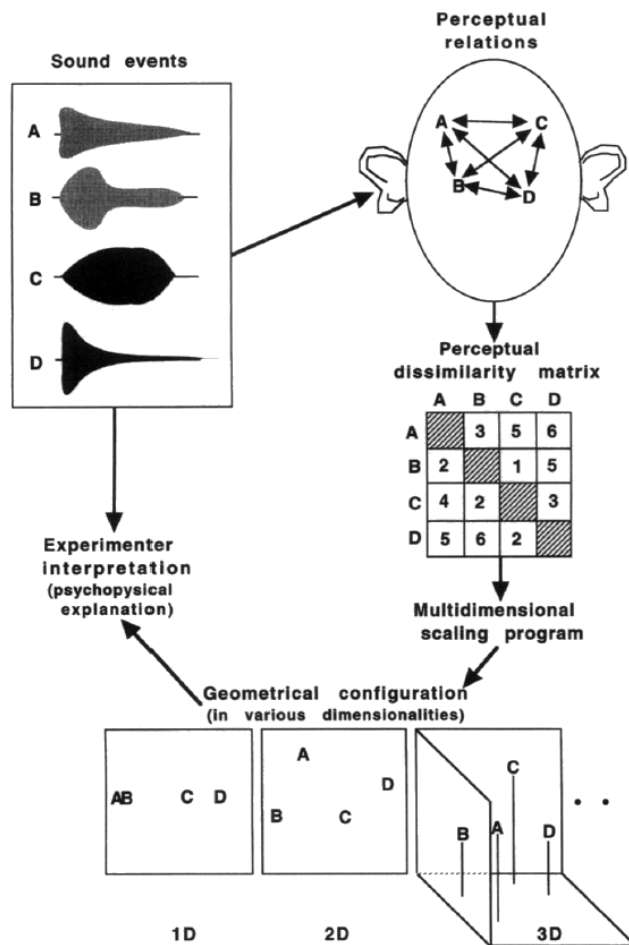 Sound events
A
B
C
D
Perceptual
relations
A C
B D
Perceptual
dissimilarity matrix
A B C D
A 3 5 6
B 2 1 5
C 4 2 3
D 5 6 2
Experimenter
interpretation
(psychopysical
explanation)
Multidimensional
scaling program
Geometrical configuration
(in various dimensionalities)
AB C D
A
D
B C
C
B A D
1D 2D 3D